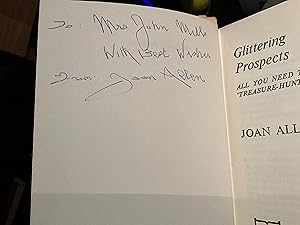 To: Mrs John Mills
With Best Wishes
From: Joan Allen
Glittering
Prospects
ALL YOU NEED T
'TREASURE-HUNT
JOAN ALL